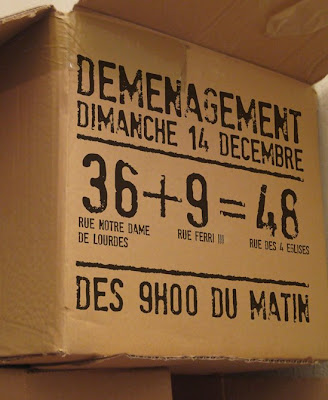 DEMENAGEMENT
DIMANCHE 14 DECEMBRE
36+9=48
RUE NOTRE DAME DE LOURDES
RUE FERRI III
RUE DES 4 EGLISES
DES 9H00 DU MATIN